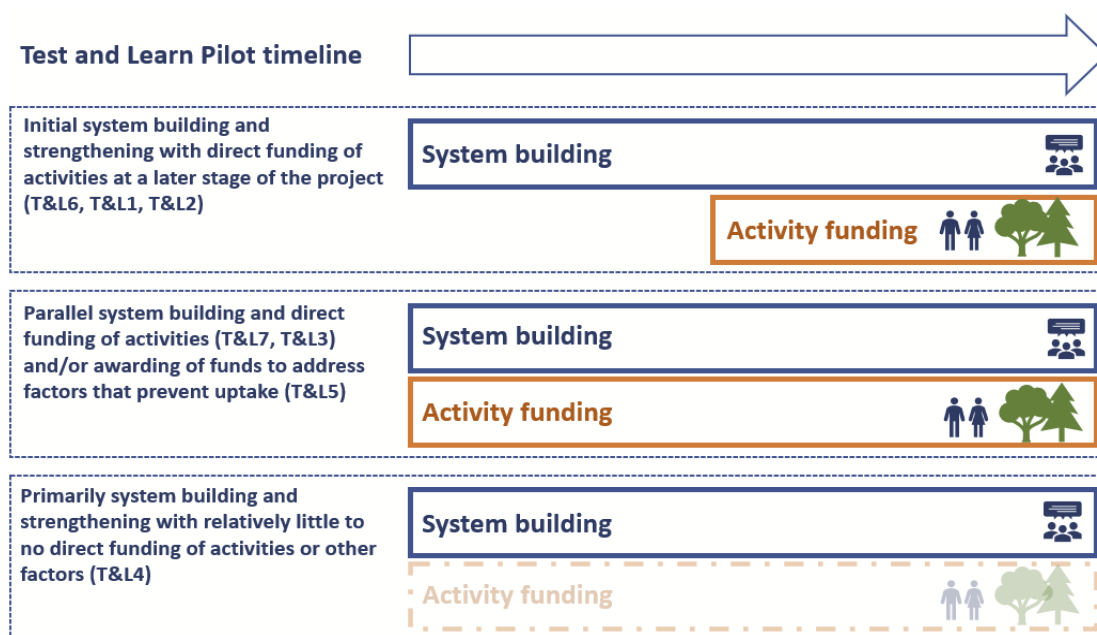 Test and Learn Pilot timeline
Initial system building and
strengthening with direct funding of
activities at a later stage of the project
(T&L6, T&L1, T&L2)
System building
Activity funding
Parallel system building and direct
funding of activities (T&L7, T&L3)
and/or awarding of funds to address
factors that prevent uptake (T&L5)
System building
Activity funding
Primarily system building and
strengthening with relatively little to
no direct funding of activities or other
factors (T&L4)
System building
Activity funding